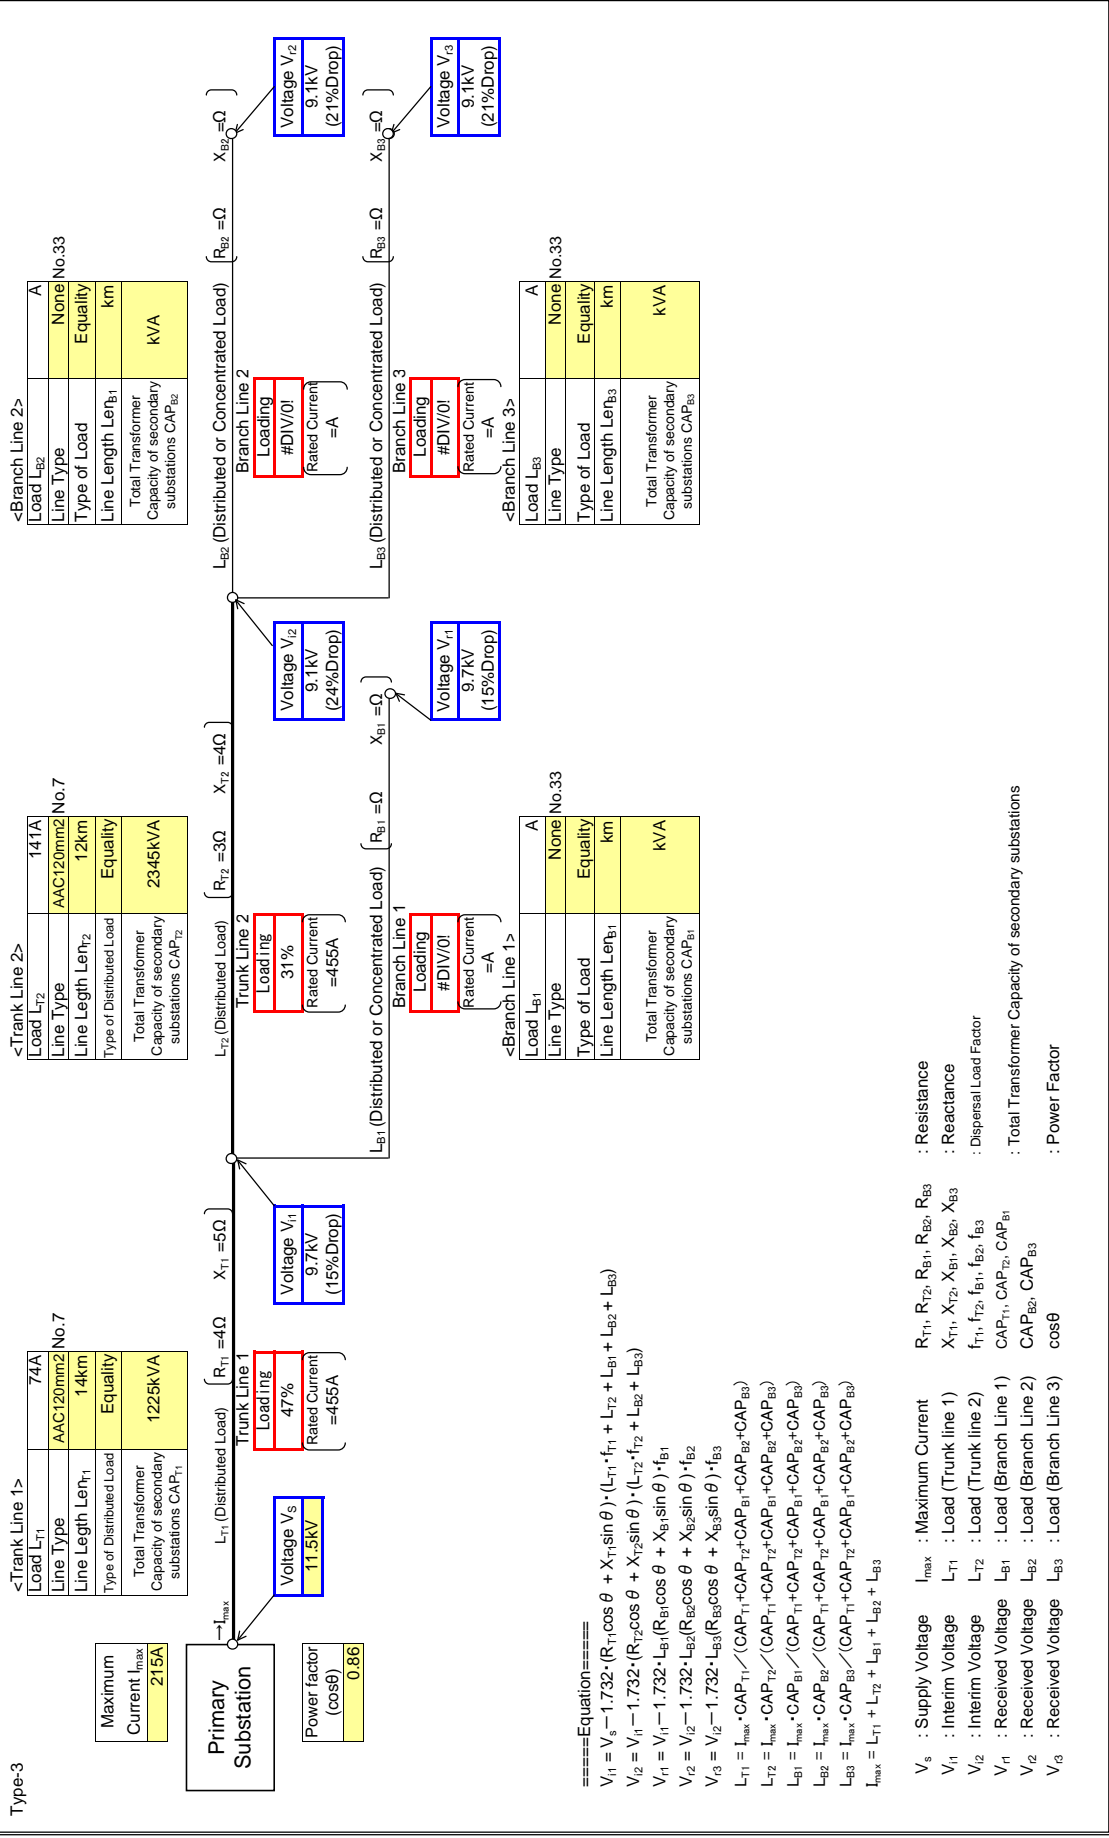 Type-3
Maximum
Current Imax
215A
Primary
Substation
Power factor
(cosθ)
0.86
→Imax
Voltage VS
11.5kV
<Trank Line 1>
Load LT1 74A
Line Type AAC120mm2 No.7
Line Length LenT1 14km
Type of Distributed Load Equality
Total Transformer
Capacity of secondary
substations CAPT1
1225kVA
LT1 (Distributed Load) (RT1 =4Ω XT1 =5Ω)
Trunk Line 1
Loading
47%
(Rated Current
=455A)
Voltage Vi1
9.7kV
(15%Drop)
<Trank Line 2>
Load LT2 141A
Line Type AAC120mm2 No.7
Line Legth LenT2 12km
Type of Distributed Load Equality
Total Transformer
Capacity of secondary
substations CAPT2
2345kVA
LT2 (Distributed Load) (RT2 =3Ω XT2 =4Ω)
Trunk Line 2
Loading
31%
(Rated Current
=455A)
Voltage Vi2
9.1kV
(24%Drop)
LB1 (Distributed or Concentrated Load) (RB1 =Ω XB1 =Ω)
Branch Line 1
Loading
#DIV/0!
(Rated Current
=A)
Voltage Vr1
9.7kV
(15%Drop)
<Branch Line 1>
Load LB1 A
Line Type None No.33
Type of Load Equality
Line Length LenB1 km
Total Transformer
Capacity of secondary
substations CAPB1
kVA
<Branch Line 2>
Load LB2 A
Line Type None No.33
Type of Load Equality
Line Length LenB1 km
Total Transformer
Capacity of secondary
substations CAPB2
kVA
LB2 (Distributed or Concentrated Load) (RB2 =Ω XB2 =Ω)
Branch Line 2
Loading
#DIV/0!
(Rated Current
=A)
Voltage Vr2
9.1kV
(21%Drop)
LB3 (Distributed or Concentrated Load) (RB3 =Ω XB3 =Ω)
Branch Line 3
Loading
#DIV/0!
(Rated Current
=A)
Voltage Vr3
9.1kV
(21%Drop)
<Branch Line 3>
Load LB3 A
Line Type None No.33
Type of Load Equality
Line Length LenB3 km
Total Transformer
Capacity of secondary
substations CAPB3
kVA
=====Equation=====
Vi1 = VS－1.732・(RT1cos θ + XT1sin θ)・(LT1・fT1 + LT2 + LB1 + LB2 + LB3)
Vi2 = Vi1－1.732・(RT2cos θ + XT2sin θ)・(LT2・fT2 + LB2 + LB3)
Vr1 = Vi1－1.732・LB1(RB1cos θ + XB1sin θ)・fB1
Vr2 = Vi2－1.732・LB2(RB2cos θ + XB2sin θ)・fB2
Vr3 = Vi2－1.732・LB3(RB3cos θ + XB3sin θ)・fB3
LT1 = Imax・CAPT1／(CAPT1+CAPT2+CAPB1+CAPB2+CAPB3)
LT2 = Imax・CAPT2／(CAPT1+CAPT2+CAPB1+CAPB2+CAPB3)
LB1 = Imax・CAPB1／(CAPT1+CAPT2+CAPB1+CAPB2+CAPB3)
LB2 = Imax・CAPB2／(CAPT1+CAPT2+CAPB1+CAPB2+CAPB3)
LB3 = Imax・CAPB3／(CAPT1+CAPT2+CAPB1+CAPB2+CAPB3)
Imax = LT1 + LT2 + LB1 + LB2 + LB3
Vs : Supply Voltage Imax : Maximum Current RT1, RT2, RB1, RB2, RB3 : Resistance
Vi1 : Interim Voltage LT1 : Load (Trunk line 1) XT1, XT2, XB1, XB2, XB3 : Reactance
Vi2 : Interim Voltage LT2 : Load (Trunk line 2) fT1, fT2, fB1, fB2, fB3 : Dispersal Load Factor
Vr1 : Received Voltage LB1 : Load (Branch Line 1) CAPT1, CAPT2, CAPB1
Vr2 : Received Voltage LB2 : Load (Branch Line 2) CAPB2, CAPB3 : Total Transformer Capacity of secondary substations
Vr3 : Received Voltage LB3 : Load (Branch Line 3) cosθ : Power Factor